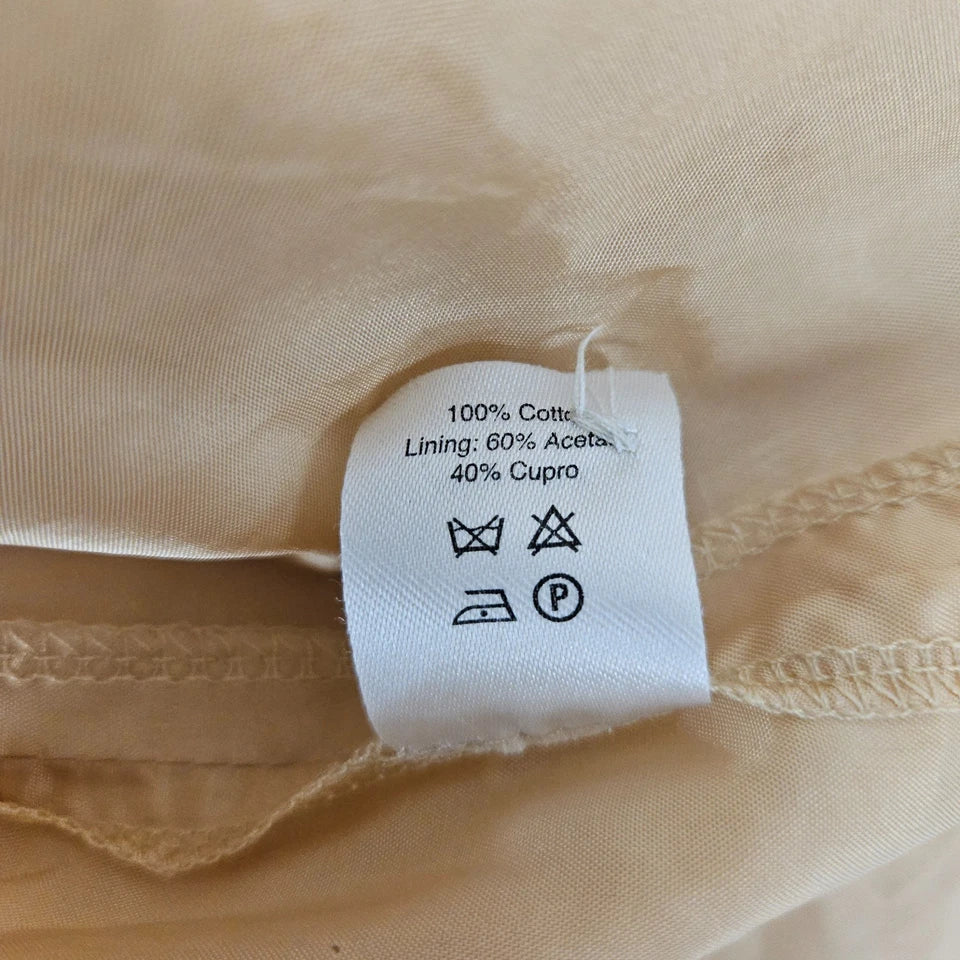 100% Cotto
Lining: 60% Aceta
40% Cupro
P